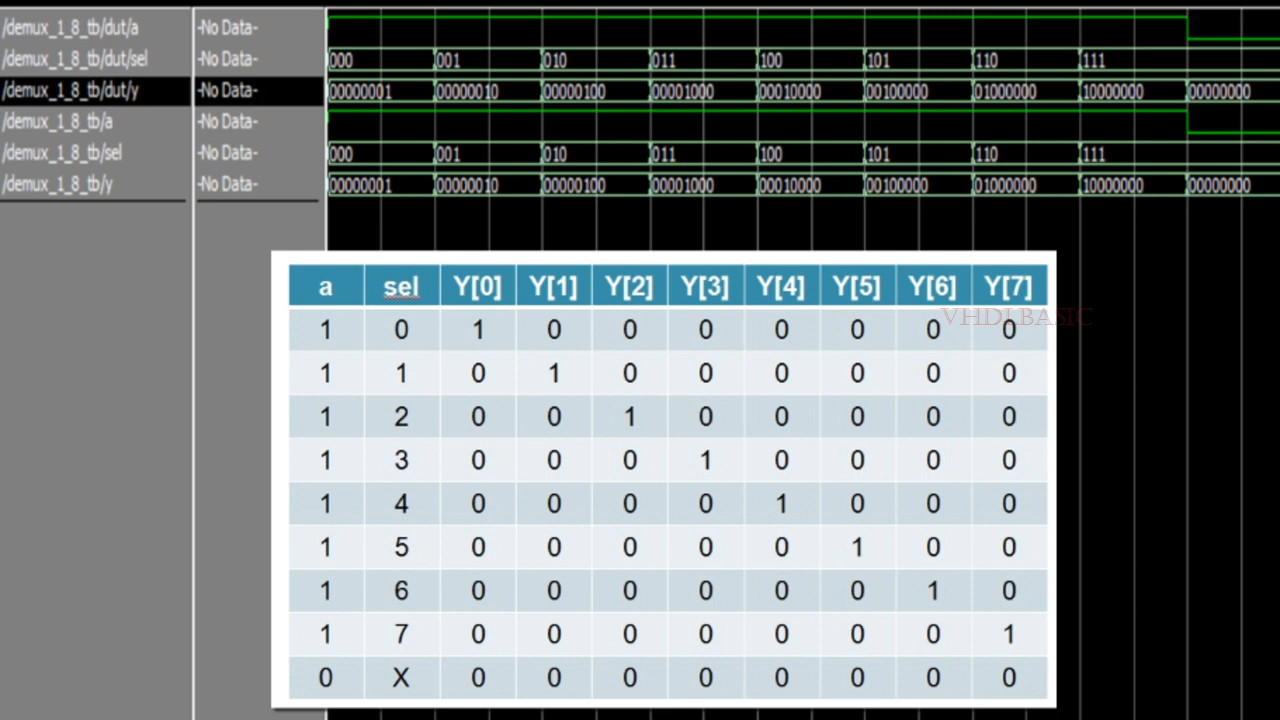 /demux_1_8_tb/dut/a -No Data-
/demux_1_8_tb/dut/sel -No Data- 000 001 010 011 100 101 110 111
/demux_1_8_tb/dut/y -No Data- 00000001 00000010 00000100 00001000 00010000 00100000 01000000 10000000 00000000
/demux_1_8_tb/a -No Data-
/demux_1_8_tb/sel -No Data- 000 001 010 011 100 101 110 111
/demux_1_8_tb/y -No Data- 00000001 00000010 00000100 00001000 00010000 00100000 01000000 10000000 00000000
a sel Y[0] Y[1] Y[2] Y[3] Y[4] Y[5] Y[6] Y[7]
VHDLBASIC
1 0 1 0 0 0 0 0 0 0
1 1 0 1 0 0 0 0 0 0
1 2 0 0 1 0 0 0 0 0
1 3 0 0 0 1 0 0 0 0
1 4 0 0 0 0 1 0 0 0
1 5 0 0 0 0 0 1 0 0
1 6 0 0 0 0 0 0 1 0
1 7 0 0 0 0 0 0 0 1
0 X 0 0 0 0 0 0 0 0